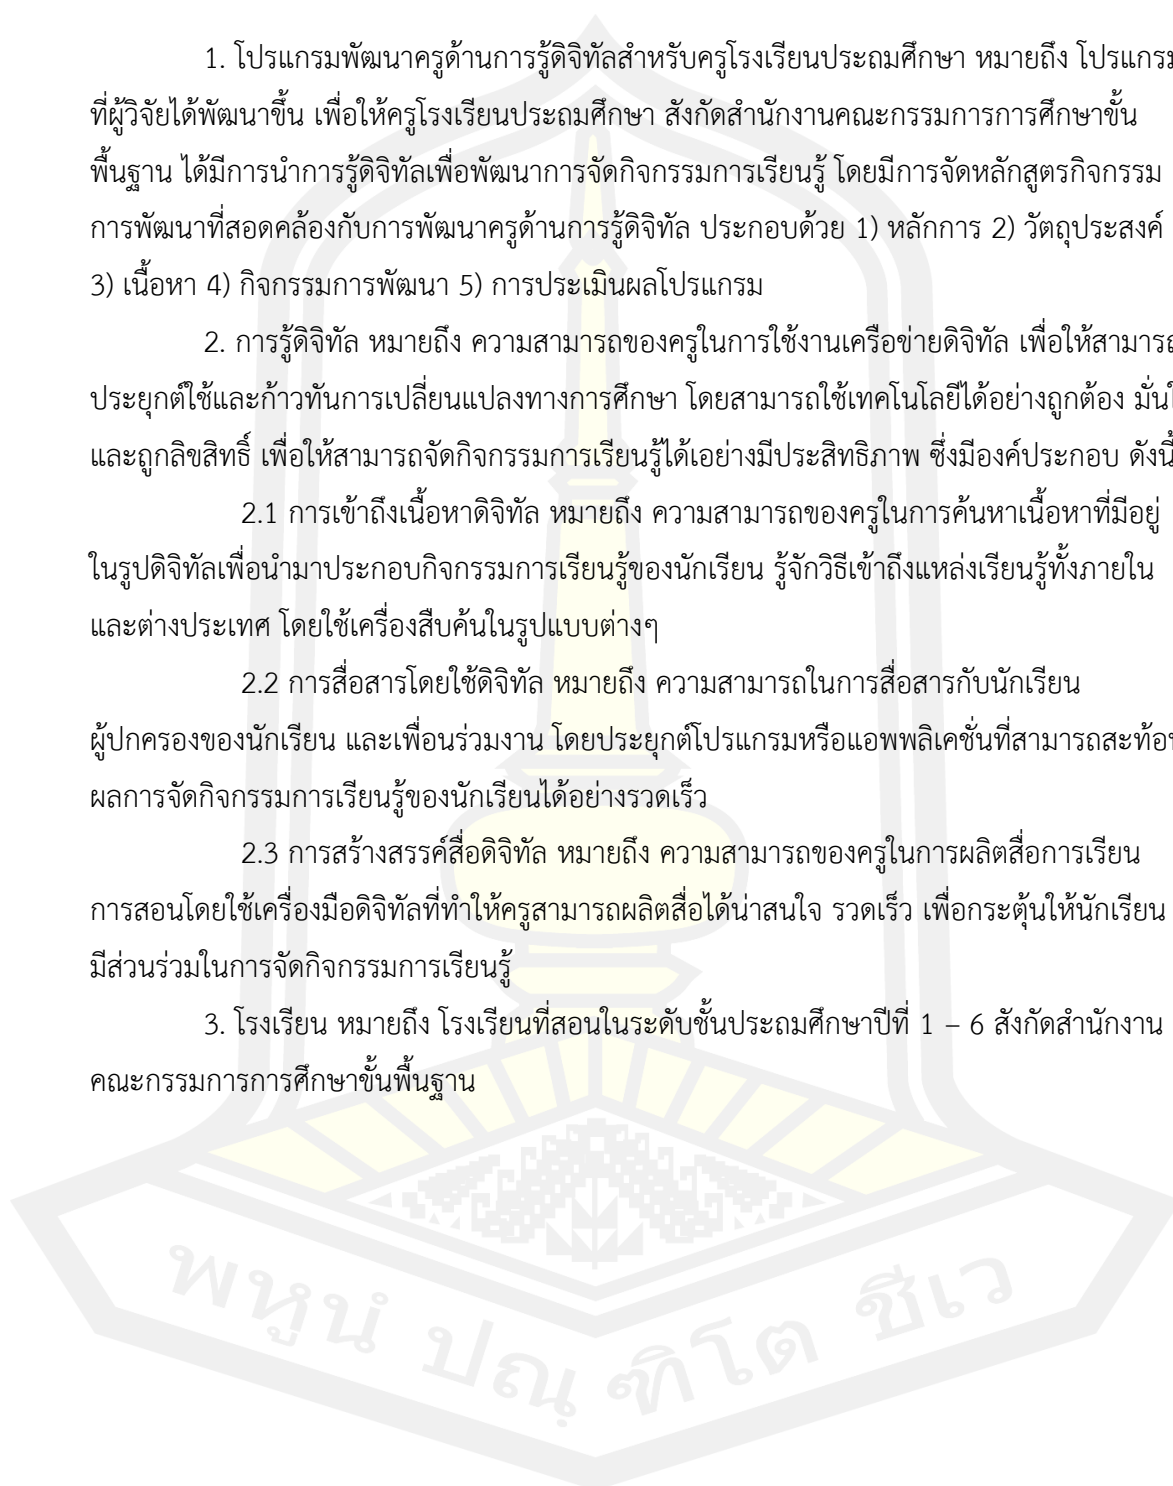 1. โปรแกรมพัฒนาครูด้านการรู้ดิจิทัลสำหรับครูโรงเรียนประถมศึกษา หมายถึง โปรแกรม
ที่ผู้วิจัยได้พัฒนาขึ้น เพื่อให้ครูโรงเรียนประถมศึกษา สังกัดสำนักงานคณะกรรมการการศึกษาขั้น
พื้นฐาน ได้มีการนำการรู้ดิจิทัลเพื่อพัฒนาการจัดกิจกรรมการเรียนรู้ โดยมีการจัดหลักสูตรกิจกรรม
การพัฒนาที่สอดคล้องกับการพัฒนาครูด้านการรู้ดิจิทัล ประกอบด้วย 1) หลักการ 2) วัตถุประสงค์
3) เนื้อหา 4) กิจกรรมการพัฒนา 5) การประเมินผลโปรแกรม
2. การรู้ดิจิทัล หมายถึง ความสามารถของครูในการใช้งานเครือข่ายดิจิทัล เพื่อให้สามารถ
ประยุกต์ใช้และก้าวทันการเปลี่ยนแปลงทางการศึกษา โดยสามารถใช้เทคโนโลยีได้อย่างถูกต้อง
และถูกลิขสิทธิ์ เพื่อให้สามารถจัดกิจกรรมการเรียนรู้ได้เอย่างมีประสิทธิภาพ ซึ่งมีองค์ประกอบ ดังนี้
2.1 การเข้าถึงเนื้อหาดิจิทัล หมายถึง ความสามารถของครูในการค้นหาเนื้อหาที่มีอยู่
ในรูปดิจิทัลเพื่อนำมาประกอบกิจกรรมการเรียนรู้ของนักเรียน รู้จักวิธีเข้าถึงแหล่งเรียนรู้ทั้งภายใน
และต่างประเทศ โดยใช้เครื่องสืบค้นในรูปแบบต่างๆ
2.2 การสื่อสารโดยใช้ดิจิทัล หมายถึง ความสามารถในการสื่อสารกับนักเรียน
ผู้ปกครองของนักเรียน และเพื่อนร่วมงาน โดยประยุกต์โปรแกรมหรือแอพพลิเคชั่นที่สามารถสะท้อน
ผลการจัดกิจกรรมการเรียนรู้ของนักเรียนได้อย่างรวดเร็ว
2.3 การสร้างสรรค์สื่อดิจิทัล หมายถึง ความสามารถของครูในการผลิตสื่อการเรียน
การสอนโดยใช้เครื่องมือดิจิทัลที่ทำให้ครูสามารถผลิตสื่อได้น่าสนใจ รวดเร็ว เพื่อกระตุ้นให้นักเรียน
มีส่วนร่วมในการจัดกิจกรรมการเรียนรู้
3. โรงเรียน หมายถึง โรงเรียนที่สอนในระดับชั้นประถมศึกษาปีที่ 1 – 6 สังกัดสำนักงาน
คณะกรรมการการศึกษาขั้นพื้นฐาน
พหูนํ ปณฺฑิโต ชีเว